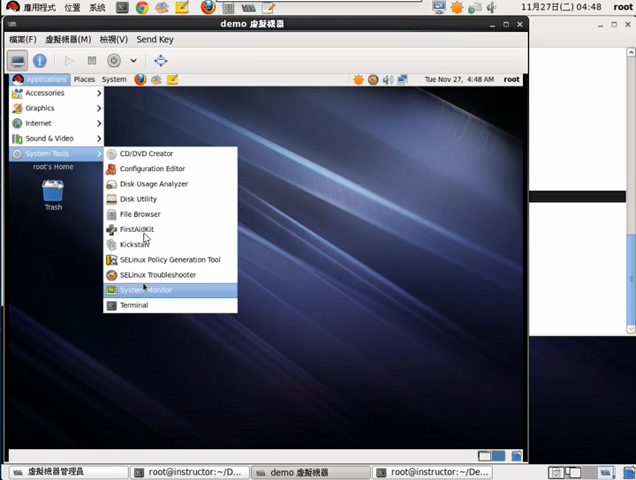 應用程式 位置 系統
11月27日(二) 04:48 root
demo 虛擬機器
檔案(F) 虛擬機器(M) 檢視(V) Send Key
Applications Places System
Tue Nov 27, 4:48 AM root
Accessories
Graphics
Internet
Sound & Video
System Tools
CD/DVD Creator
Configuration Editor
Disk Usage Analyzer
Disk Utility
File Browser
FirstAidKit
Kickstart
SELinux Policy Generation Tool
SELinux Troubleshooter
System Monitor
Terminal
root's Home
Trash
虛擬機器管理員
root@instructor:~/D...
demo 虛擬機器
root@instructor:~/De...